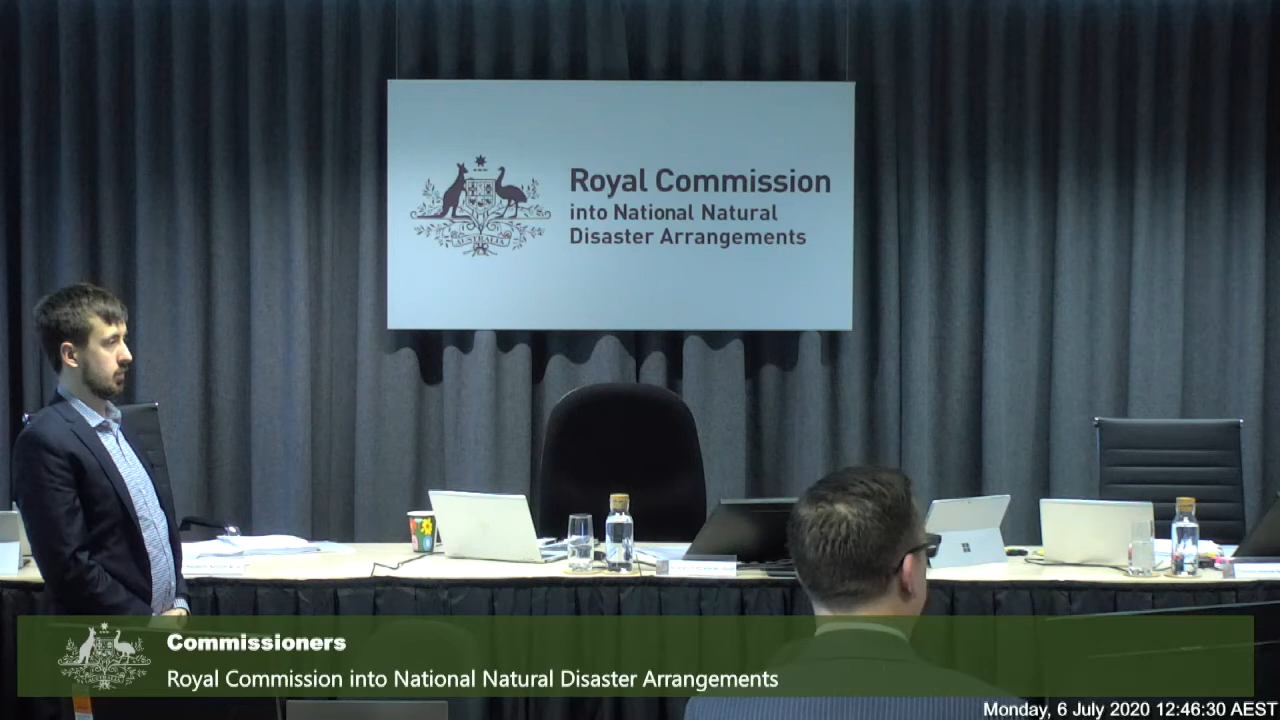 Royal Commission
into National Natural
Disaster Arrangements
AUSTRALIA
Commissioners
Royal Commission into National Natural Disaster Arrangements
Monday, 6 July 2020 12:46:30 AEST